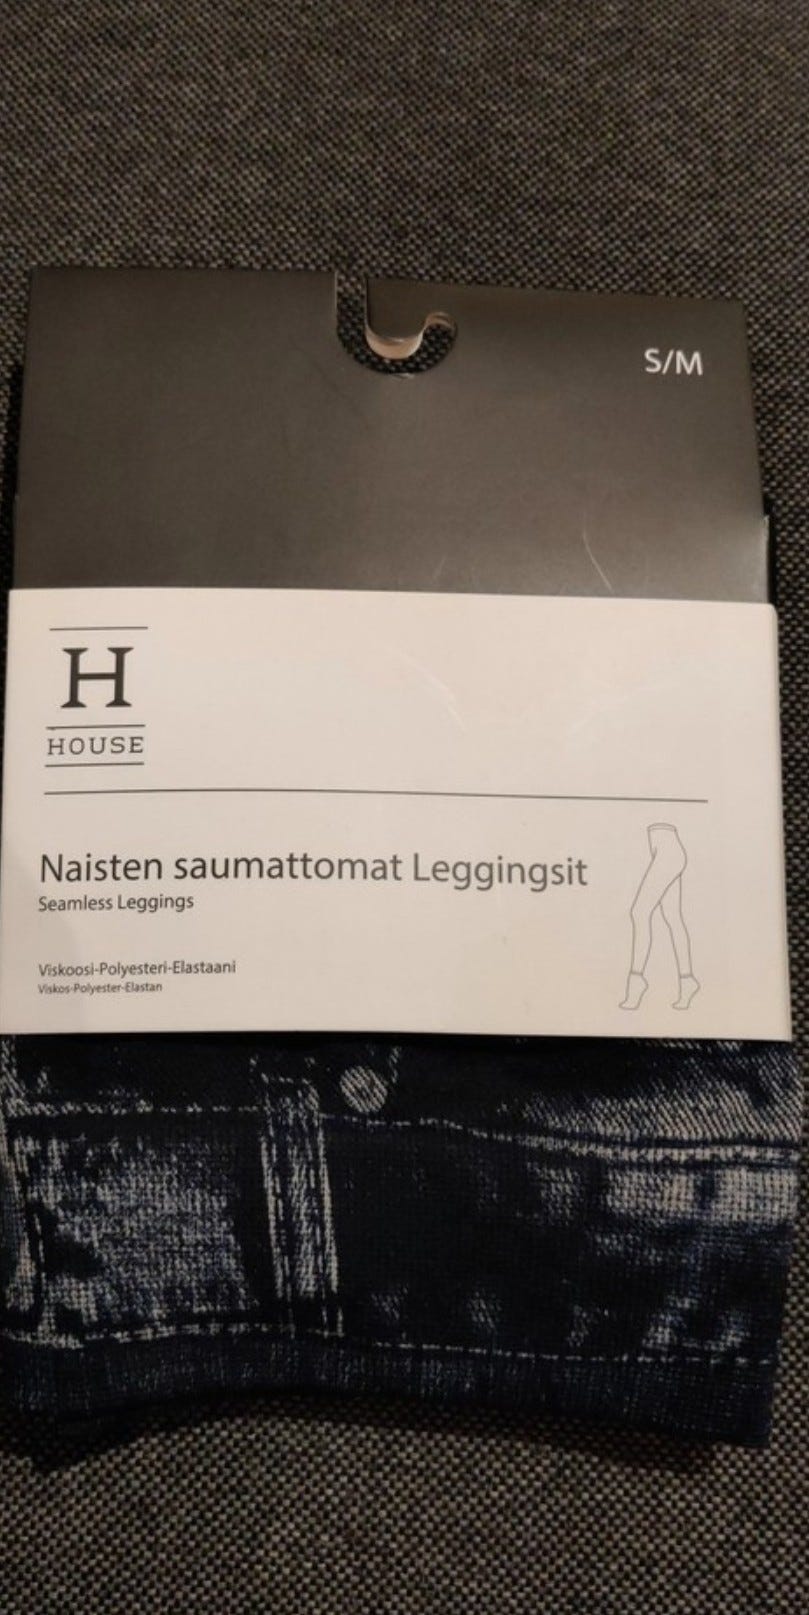 S/M
H
HOUSE
Naisten saumattomat Leggingsit
Seamless Leggings
Viskoosi-Polyesteri-Elastaani
Viskos-Polyester-Elastan